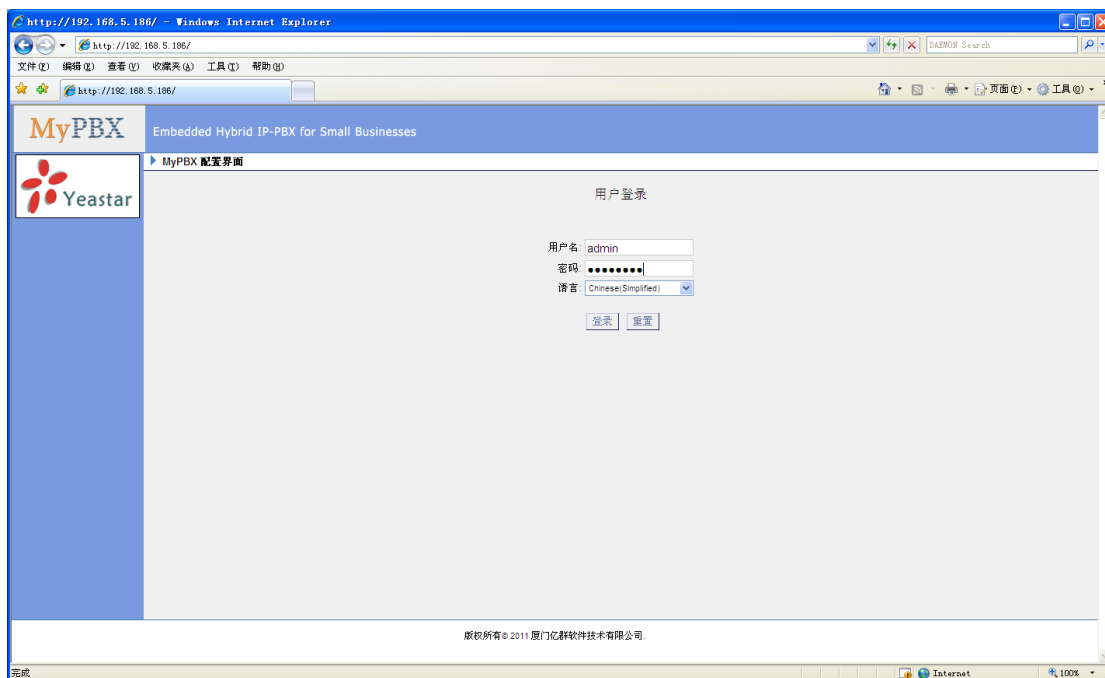 http://192.168.5.186/ - Windows Internet Explorer
http://192.168.5.186/
DAEMON Search
文件(F) 编辑(E) 查看(V) 收藏夹(A) 工具(T) 帮助(H)
http://192.168.5.186/
页面(P) 工具(O)
MyPBX
Embedded Hybrid IP-PBX for Small Businesses
Yeastar
MyPBX 配置界面
用户登录
用户名: admin
密码: ●●●●●●●●
语言: Chinese(Simplified)
登录 重置
版权所有© 2011 厦门亿群软件技术有限公司.
完成
Internet
100%